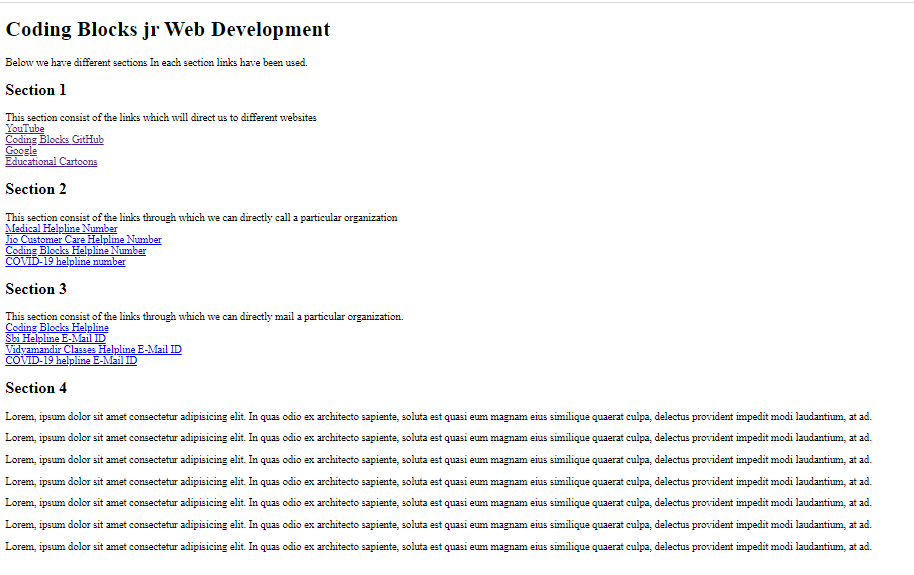 Coding Blocks jr Web Development
Below we have different sections In each section links have been used.
Section 1
This section consist of the links which will direct us to different websites
YouTube
Coding Blocks GitHub
Google
Educational Cartoons
Section 2
This section consist of the links through which we can directly call a particular organization
Medical Helpline Number
Jio Customer Care Helpline Number
Coding Blocks Helpline Number
COVID-19 helpline number
Section 3
This section consist of the links through which we can directly mail a particular organization.
Coding Blocks Helpline
Sbi Helpline E-Mail ID
Vidyamandir Classes Helpline E-Mail ID
COVID-19 helpline E-Mail ID
Section 4
Lorem, ipsum dolor sit amet consectetur adipisicing elit. In quas odio ex architecto sapiente, soluta est quasi eum magnam eius similique quaerat culpa, delectus provident impedit modi laudantium, at ad.
Lorem, ipsum dolor sit amet consectetur adipisicing elit. In quas odio ex architecto sapiente, soluta est quasi eum magnam eius similique quaerat culpa, delectus provident impedit modi laudantium, at ad.
Lorem, ipsum dolor sit amet consectetur adipisicing elit. In quas odio ex architecto sapiente, soluta est quasi eum magnam eius similique quaerat culpa, delectus provident impedit modi laudantium, at ad.
Lorem, ipsum dolor sit amet consectetur adipisicing elit. In quas odio ex architecto sapiente, soluta est quasi eum magnam eius similique quaerat culpa, delectus provident impedit modi laudantium, at ad.
Lorem, ipsum dolor sit amet consectetur adipisicing elit. In quas odio ex architecto sapiente, soluta est quasi eum magnam eius similique quaerat culpa, delectus provident impedit modi laudantium, at ad.
Lorem, ipsum dolor sit amet consectetur adipisicing elit. In quas odio ex architecto sapiente, soluta est quasi eum magnam eius similique quaerat culpa, delectus provident impedit modi laudantium, at ad.
Lorem, ipsum dolor sit amet consectetur adipisicing elit. In quas odio ex architecto sapiente, soluta est quasi eum magnam eius similique quaerat culpa, delectus provident impedit modi laudantium, at ad.